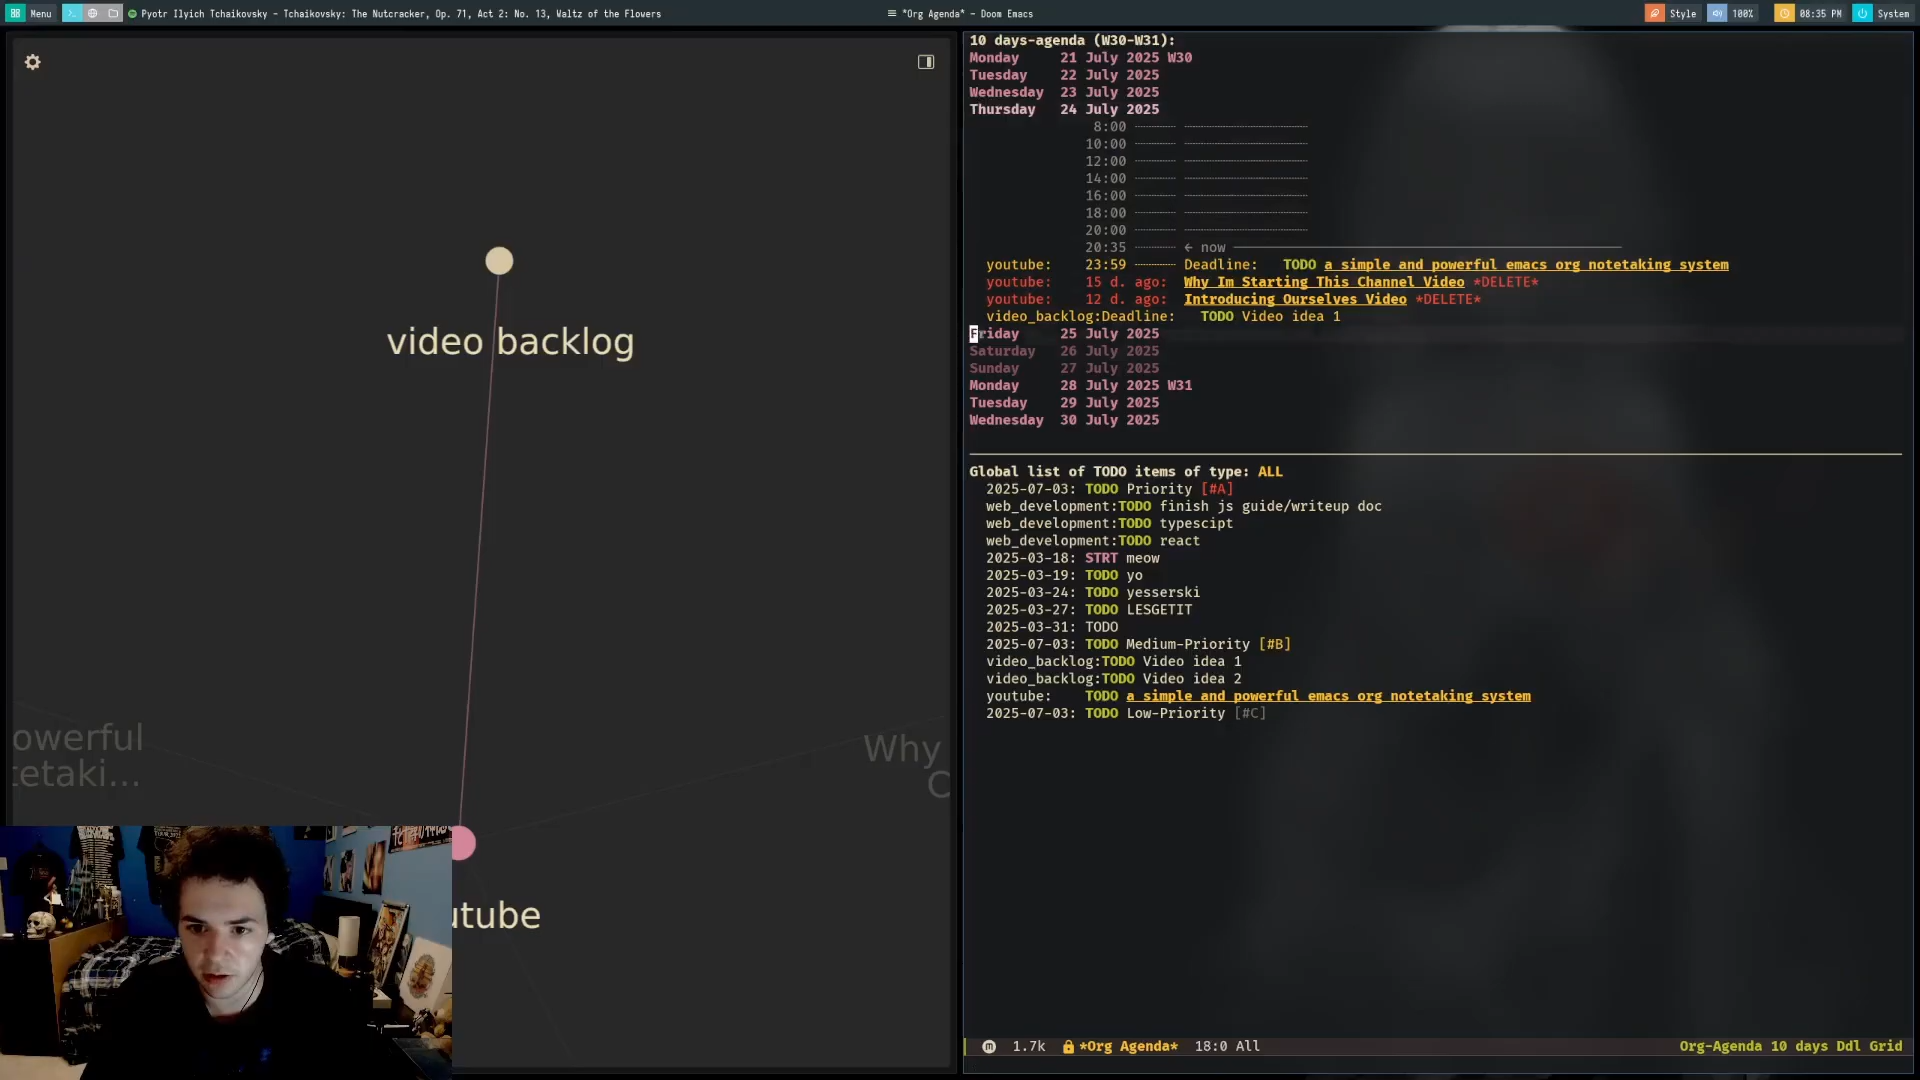 Menu
Pyotr Ilyich Tchaikovsky - Tchaikovsky: The Nutcracker, Op. 71, Act 2: No. 13, Waltz of the Flowers
*Org Agenda* - Doom Emacs
Style
100%
08:35 PM
System
video backlog
owerful
tetaki...
Why
C
utube
10 days-agenda (W30-W31):
Monday 21 July 2025 W30
Tuesday 22 July 2025
Wednesday 23 July 2025
Thursday 24 July 2025
8:00
10:00
12:00
14:00
16:00
18:00
20:00
20:35 ← now
youtube: 23:59 Deadline: TODO a simple and powerful emacs org notetaking system
youtube: 15 d. ago: Why Im Starting This Channel Video *DELETE*
youtube: 12 d. ago: Introducing Ourselves Video *DELETE*
video_backlog:Deadline: TODO Video idea 1
Friday 25 July 2025
Saturday 26 July 2025
Sunday 27 July 2025
Monday 28 July 2025 W31
Tuesday 29 July 2025
Wednesday 30 July 2025
Global list of TODO items of type: ALL
2025-07-03: TODO Priority [#A]
web_development:TODO finish js guide/writeup doc
web_development:TODO typescipt
web_development:TODO react
2025-03-18: STRT meow
2025-03-19: TODO yo
2025-03-24: TODO yesserski
2025-03-27: TODO LESGETIT
2025-03-31: TODO
2025-07-03: TODO Medium-Priority [#B]
video_backlog:TODO Video idea 1
video_backlog:TODO Video idea 2
youtube: TODO a simple and powerful emacs org notetaking system
2025-07-03: TODO Low-Priority [#C]
1.7k *Org Agenda* 18:0 All
Org-Agenda 10 days Ddl Grid